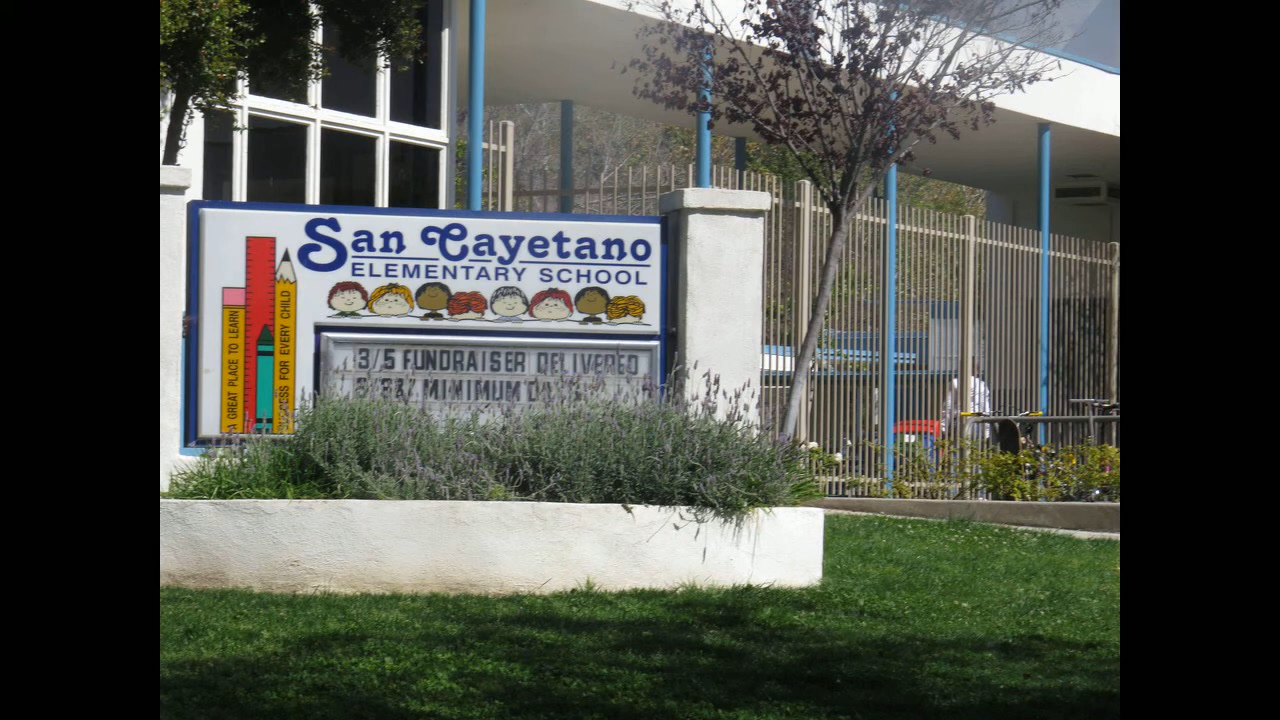 San Cayetano
ELEMENTARY SCHOOL
A GREAT PLACE TO LEARN
SUCCESS FOR EVERY CHILD
3/5 FUNDRAISER DELIVERED
MINIMUM